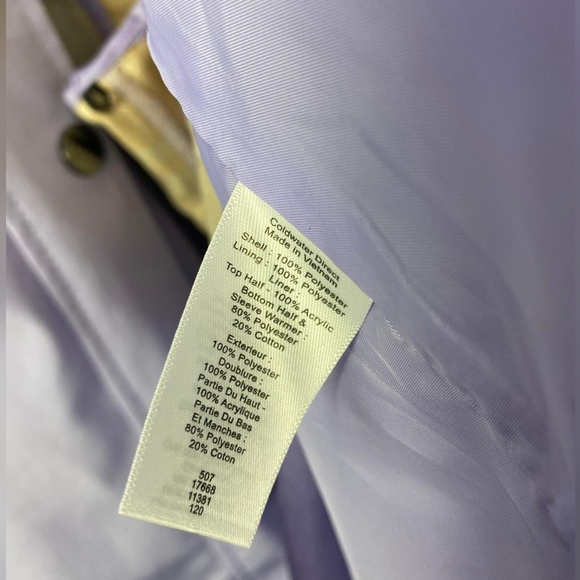 Coldwater Direct
Made in Vietnam
Shell : 100% Polyester
Lining : 100% Polyester
Liner :
Top Half - 100% Acrylic
Bottom Half &
Sleeve Warmer :
80% Polyester
20% Cotton
Exterieur :
100% Polyester
Doublure :
100% Polyester
Partie Du Haut -
100% Acrylique
Partie Du Bas
Et Manches :
80% Polyester
20% Coton
507
17668
11381
120